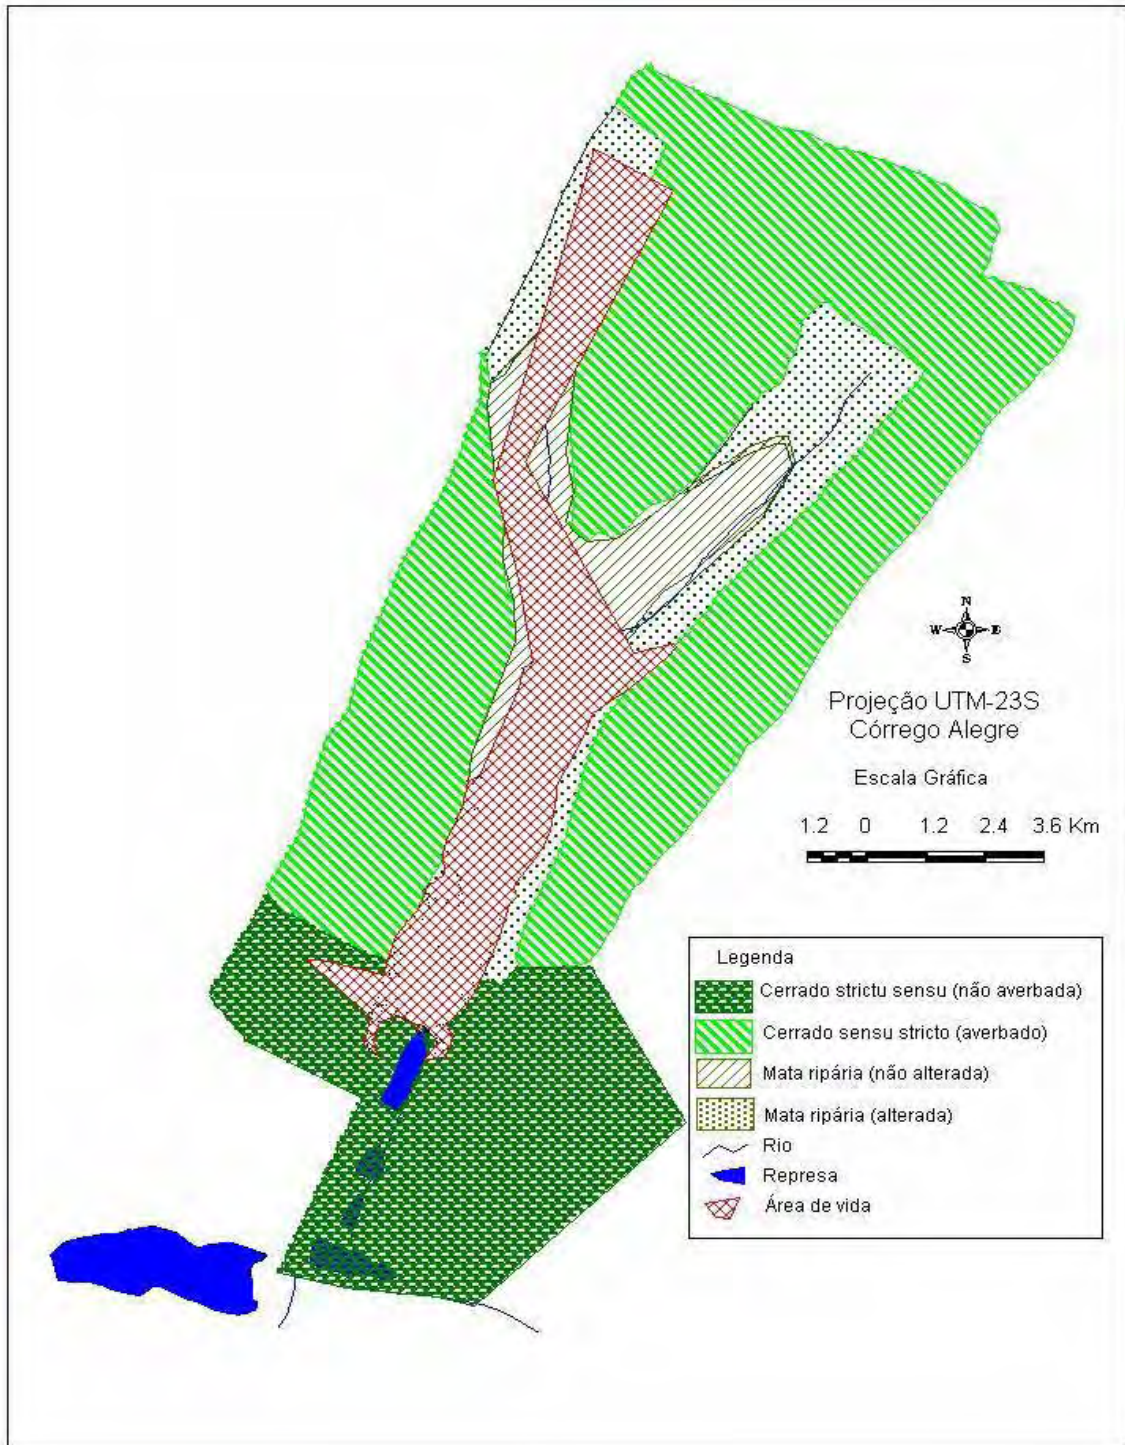 N
W E
S
Projeção UTM-23S
Córrego Alegre
Escala Gráfica
1.2 0 1.2 2.4 3.6 Km
Legenda
Cerrado strictu sensu (não averbada)
Cerrado sensu stricto (averbado)
Mata ripária (não alterada)
Mata ripária (alterada)
Rio
Represa
Área de vida